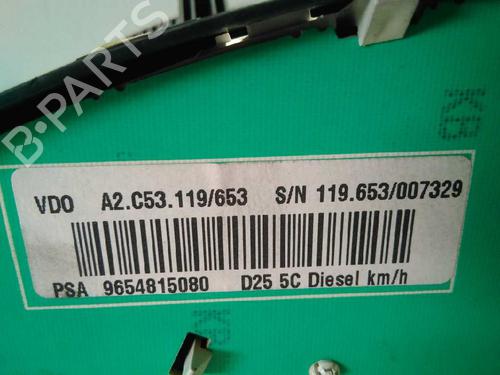 B-PARTS
VDO A2.C53.119/653 S/N 119.653/007329
PSA 9654815080 D25 5C Diesel km/h